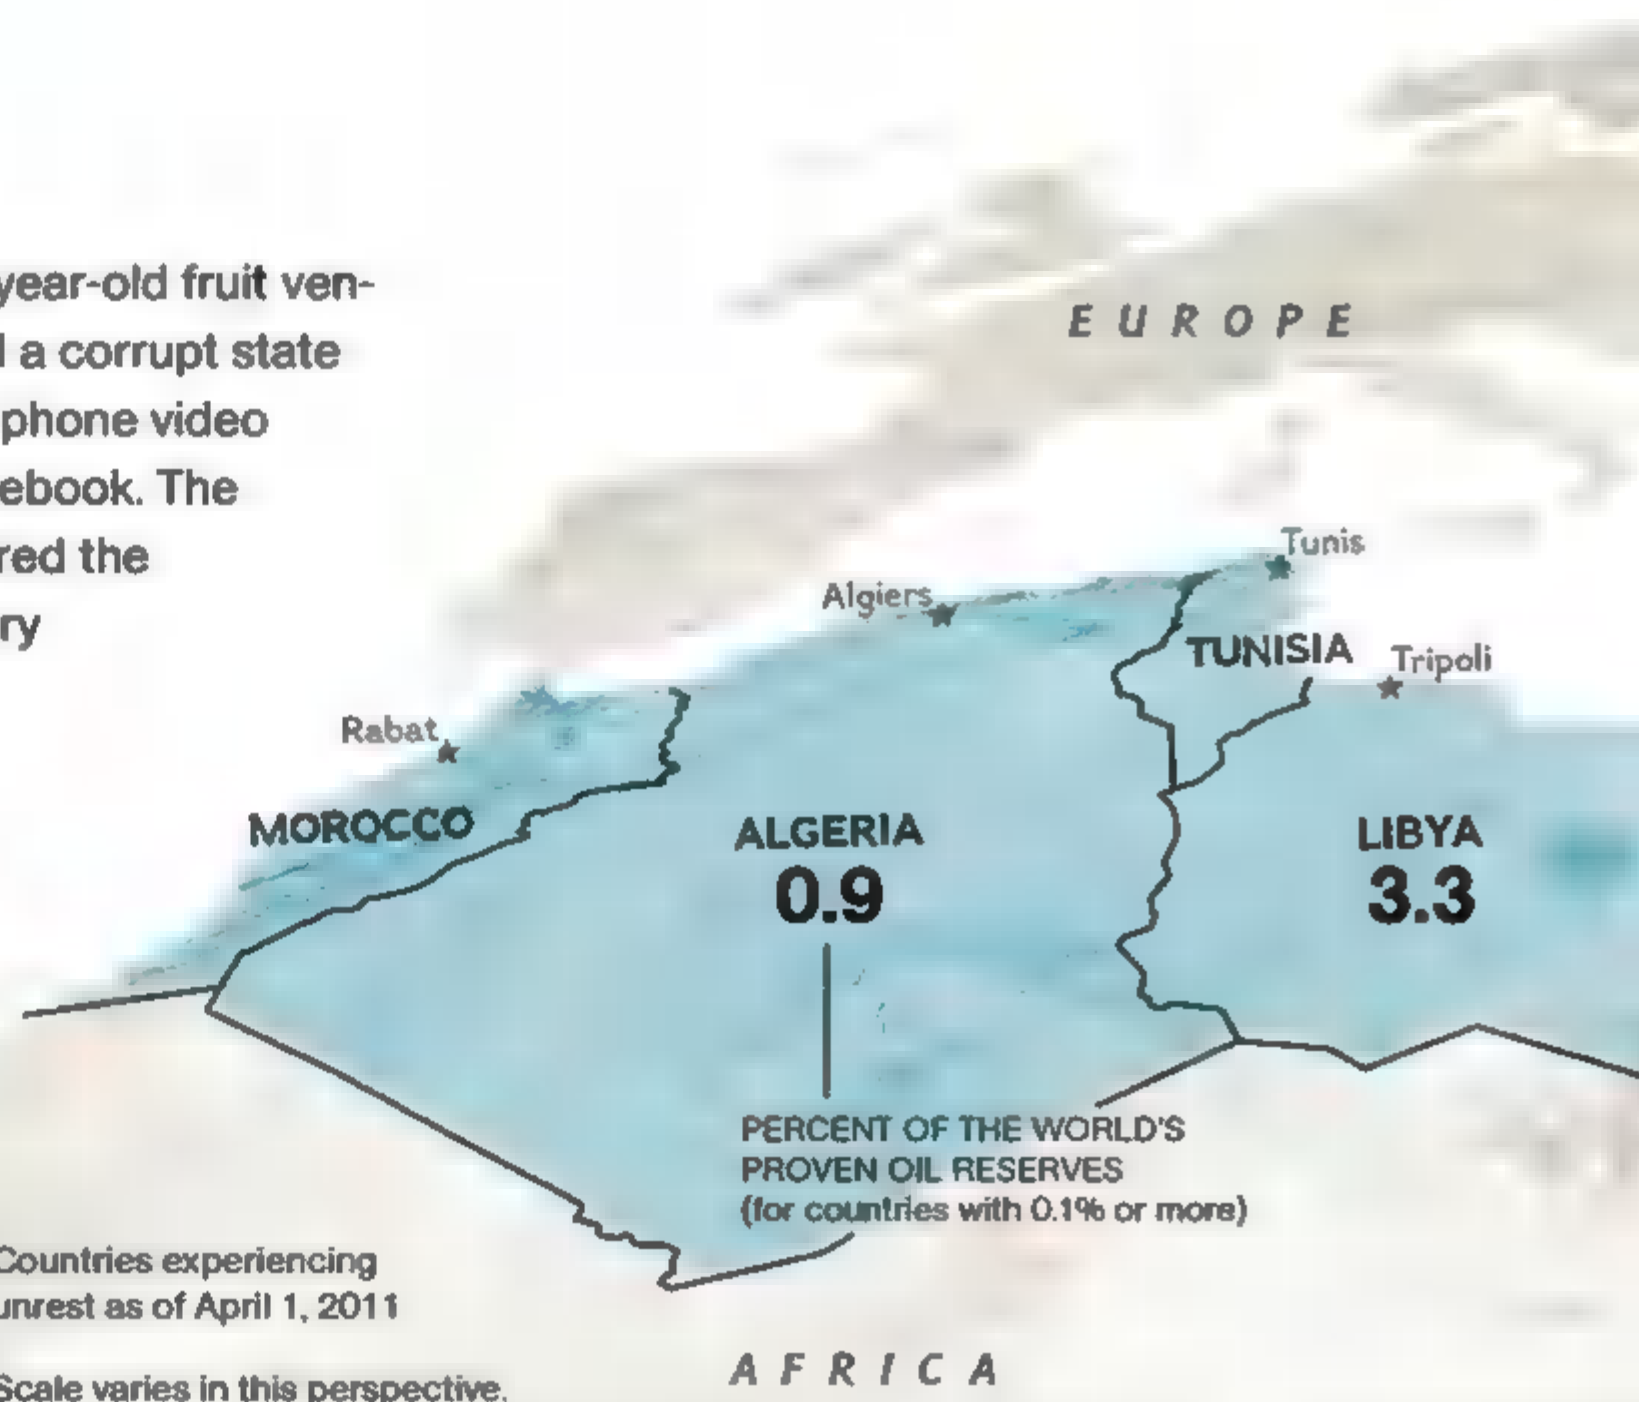 year-old fruit ven-
a corrupt state
phone video
ebook. The
red the
ry
EUROPE
Tunis
Algiers
TUNISIA
Tripoli
Rabat
MOROCCO
ALGERIA
0.9
LIBYA
3.3
PERCENT OF THE WORLD'S
PROVEN OIL RESERVES
(for countries with 0.1% or more)
Countries experiencing
unrest as of April 1, 2011
AFRICA
Scale varies in this perspective.